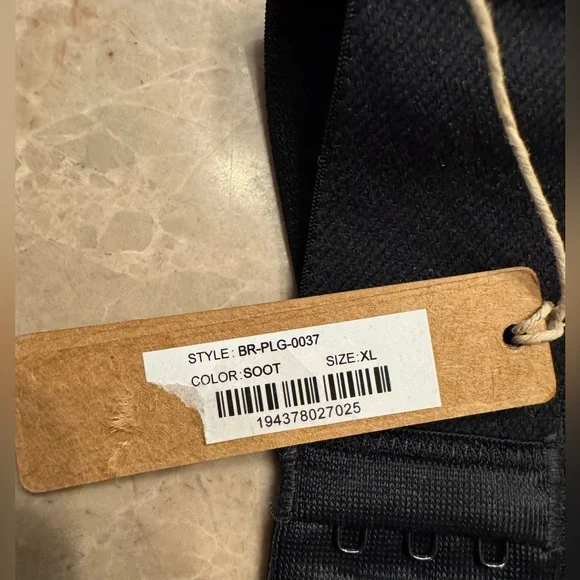 STYLE: BR-PLG-0037
COLOR: SOOT SIZE: XL
194378027025